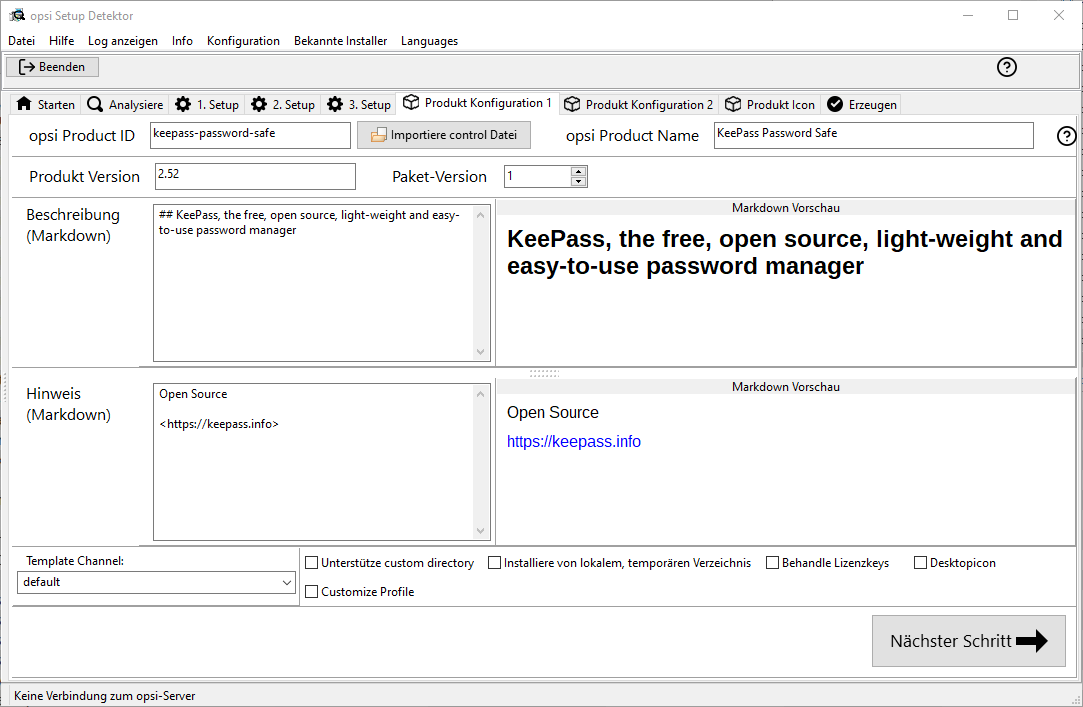 opsi Setup Detektor
Datei Hilfe Log anzeigen Info Konfiguration Bekannte Installer Languages
Beenden
Starten Analysiere 1. Setup 2. Setup 3. Setup Produkt Konfiguration 1 Produkt Konfiguration 2 Produkt Icon Erzeugen
opsi Product ID keepass-password-safe Importiere control Datei opsi Product Name KeePass Password Safe
Produkt Version 2.52 Paket-Version 1
Beschreibung
(Markdown)
## KeePass, the free, open source, light-weight and easy-
to-use password manager
Markdown Vorschau
KeePass, the free, open source, light-weight and
easy-to-use password manager
Hinweis
(Markdown)
Open Source
<https://keepass.info>
Markdown Vorschau
Open Source
https://keepass.info
Template Channel:
default
Unterstütze custom directory Installiere von lokalem, temporären Verzeichnis Behandle Lizenzkeys Desktopicon
Customize Profile
Nächster Schritt
Keine Verbindung zum opsi-Server